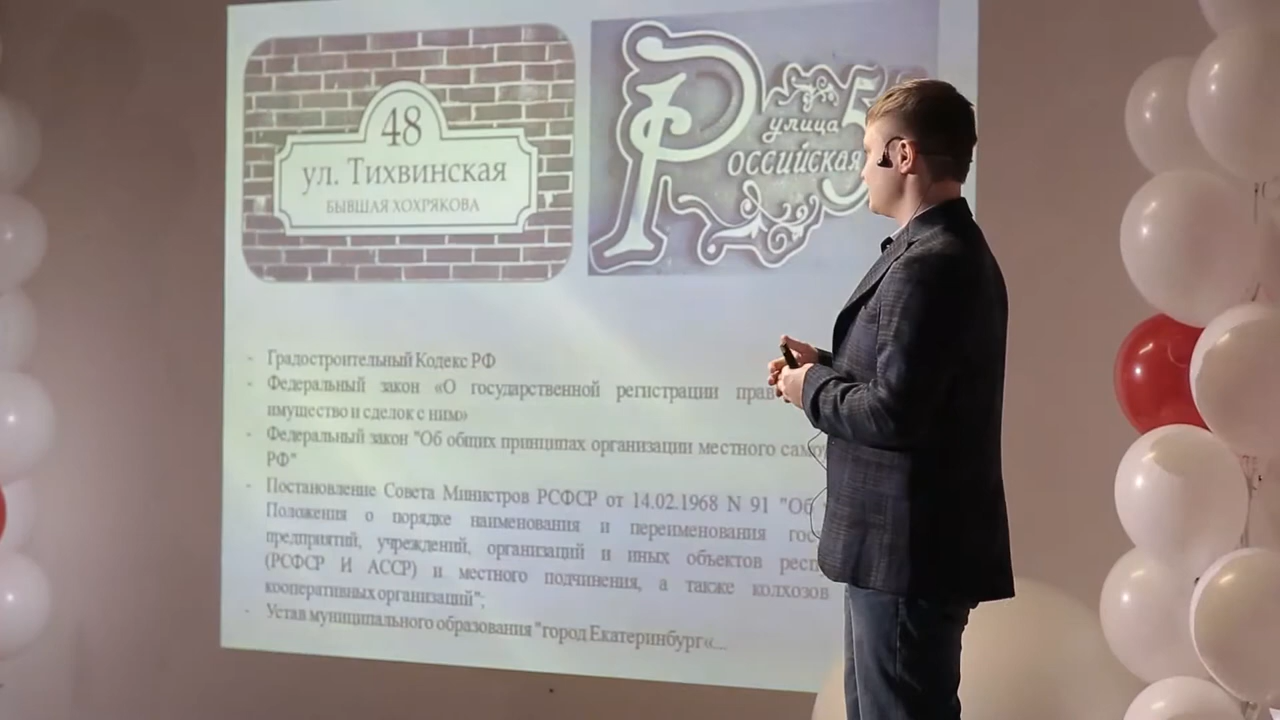 48
ул. Тихвинская
БЫВШАЯ ХОХРЯКОВА
улица
Российская
5
- Градостроительный Кодекс РФ
- Федеральный закон «О государственной регистрации прав
имущество и сделок с ним»
- Федеральный закон "Об общих принципах организации местного
РФ"
- Постановление Совета Министров РСФСР от 14.02.1968 N 91 "Об
Положения о порядке наименования и переименования
предприятий, учреждений, организаций и иных объектов
(РСФСР И АССР) и местного подчинения, а также колхозов
кооперативных организаций";
- Устав муниципального образования "город Екатеринбург«...